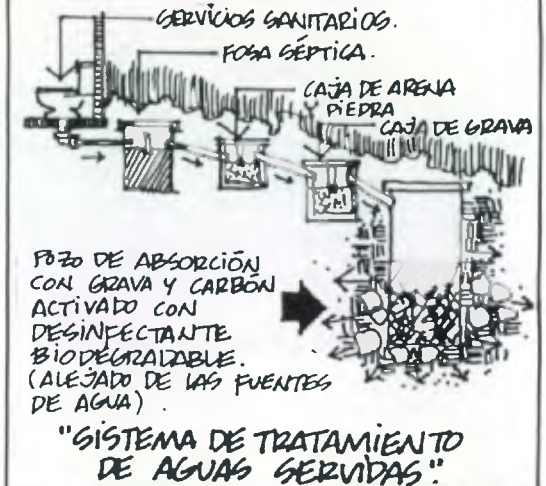 SERVICIOS SANITARIOS.
FOSA SÉPTICA.
CAJA DE ARENA
PIEDRA
CAJA DE GRAVA
POZO DE ABSORCIÓN
CON GRAVA Y CARBÓN
ACTIVADO CON
DESINFECTANTE
BIODEGRADABLE.
(ALEJADO DE LAS FUENTES
DE AGUA).
"SISTEMA DE TRATAMIENTO
DE AGUAS SERVIDAS."